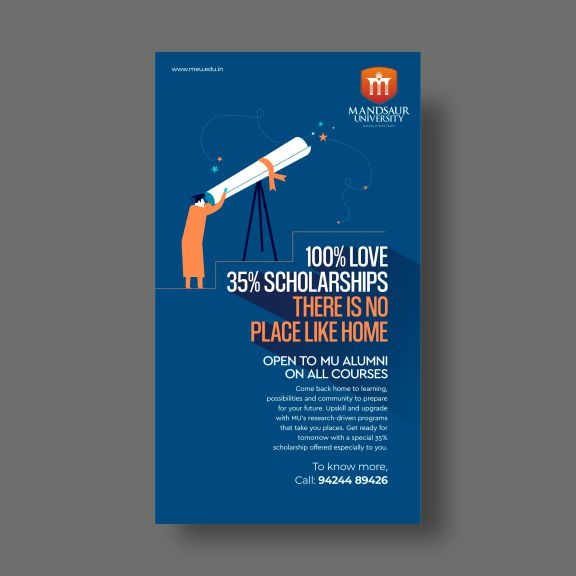 www.meu.edu.in
MANDSAUR
UNIVERSITY
100% LOVE
35% SCHOLARSHIPS
THERE IS NO
PLACE LIKE HOME
OPEN TO MU ALUMNI
ON ALL COURSES
Come back home to learning,
possibilities and community to prepare
for your future. Upskill and upgrade
with MU's research-driven programs
that take you places. Get ready for
tomorrow with a special 35%
scholarship offered especially to you.
To know more,
Call: 94244 89426